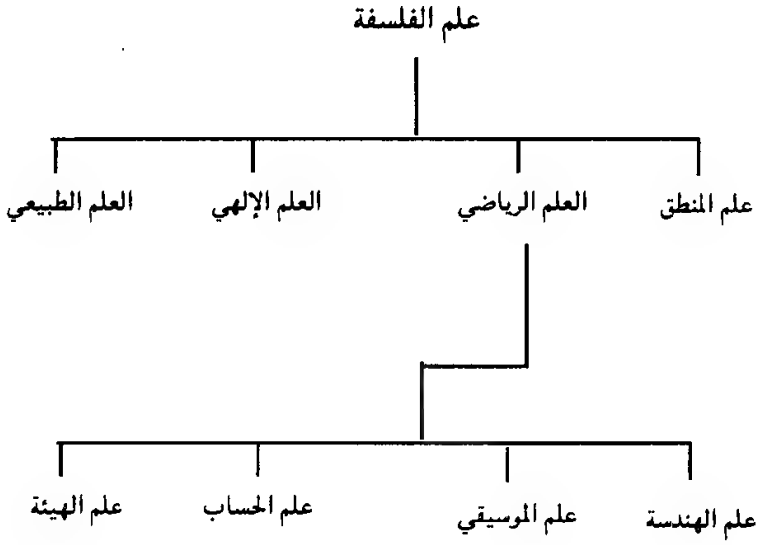 علم الفلسفة
علم المنطق العلم الرياضي العلم الإلهي العلم الطبيعي
علم الهندسة علم الموسيقي علم الحساب علم الهيئة